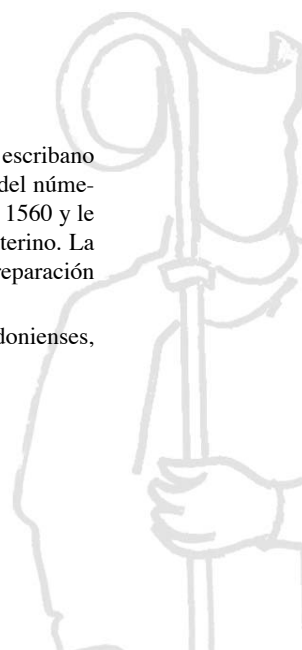 escribano
del núme-
1560 y le
terino. La
eparación
donienses,